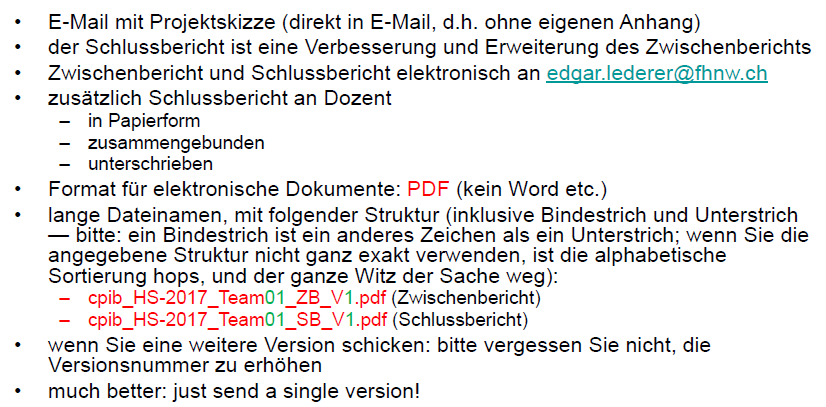 • E-Mail mit Projektskizze (direkt in E-Mail, d.h. ohne eigenen Anhang)
• der Schlussbericht ist eine Verbesserung und Erweiterung des Zwischenberichts
• Zwischenbericht und Schlussbericht elektronisch an edgar.lederer@fhnw.ch
• zusätzlich Schlussbericht an Dozent
– in Papierform
– zusammengebunden
– unterschrieben
• Format für elektronische Dokumente: PDF (kein Word etc.)
• lange Dateinamen, mit folgender Struktur (inklusive Bindestrich und Unterstrich
— bitte: ein Bindestrich ist ein anderes Zeichen als ein Unterstrich; wenn Sie die
angegebene Struktur nicht ganz exakt verwenden, ist die alphabetische
Sortierung hops, und der ganze Witz der Sache weg):
– cpib_HS-2017_Team01_ZB_V1.pdf (Zwischenbericht)
– cpib_HS-2017_Team01_SB_V1.pdf (Schlussbericht)
• wenn Sie eine weitere Version schicken: bitte vergessen Sie nicht, die
Versionsnummer zu erhöhen
• much better: just send a single version!